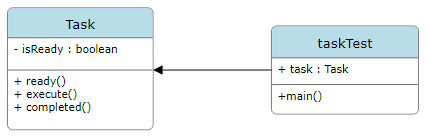 Task
- isReady : boolean
+ ready()
+ execute()
+ completed()
taskTest
+ task : Task
+main()